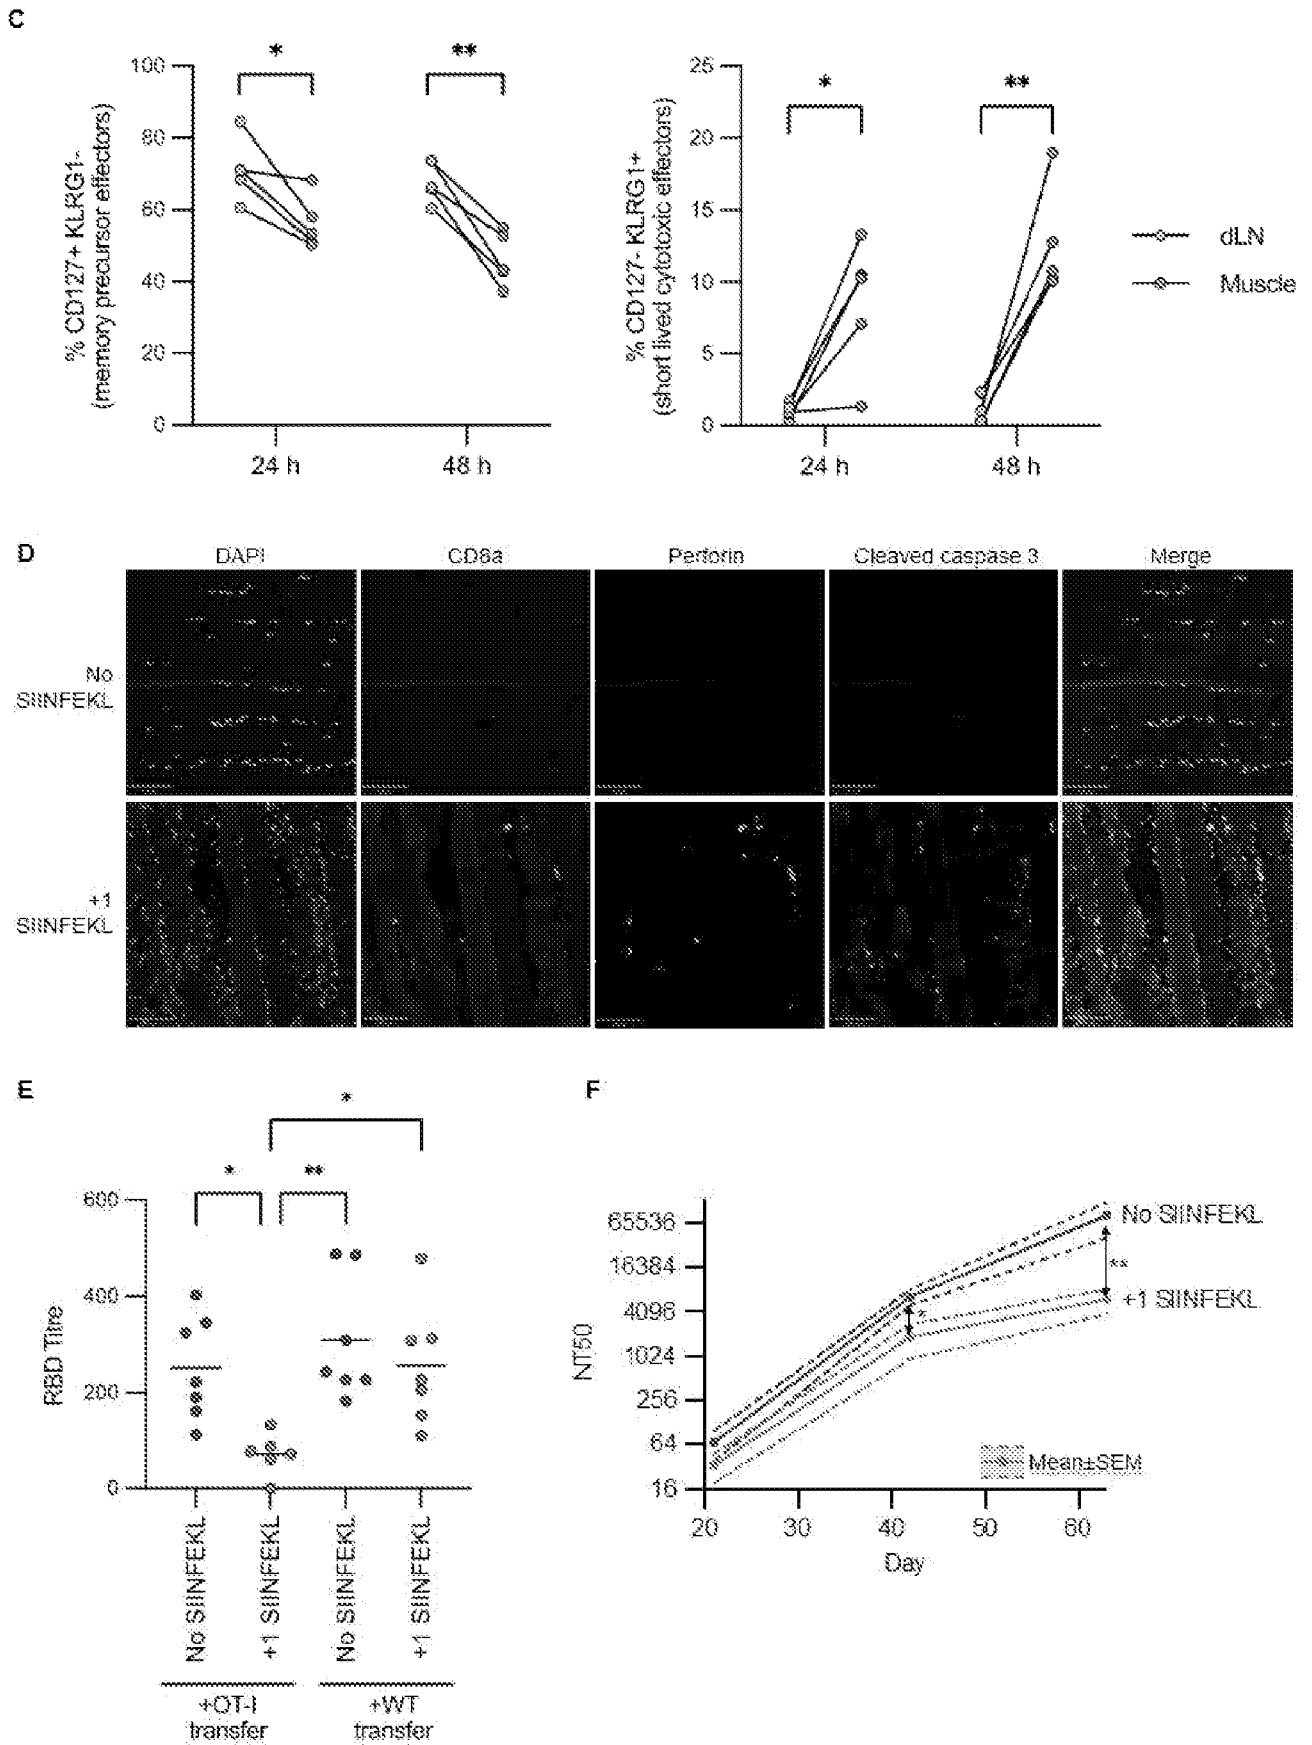 C
*
**
100
80
60
40
20
0
% CD127+ KLRG1-
(memory precursor effectors)
24 h
48 h
*
**
25
20
15
10
5
0
% CD127- KLRG1+
(short lived cytotoxic effectors)
24 h
48 h
dLN
Muscle
D
DAPI
CD8a
Perforin
Cleaved caspase 3
Merge
No
SIINFEKL
+1
SIINFEKL
E
*
*
**
600
400
200
0
RBD Titre
No SIINFEKL
+1 SIINFEKL
No SIINFEKL
+1 SIINFEKL
+OT-I
transfer
+WT
transfer
F
65536
16384
4096
1024
256
64
16
NT50
20
30
40
50
60
Day
No SIINFEKL
**
+1 SIINFEKL
*
Mean±SEM